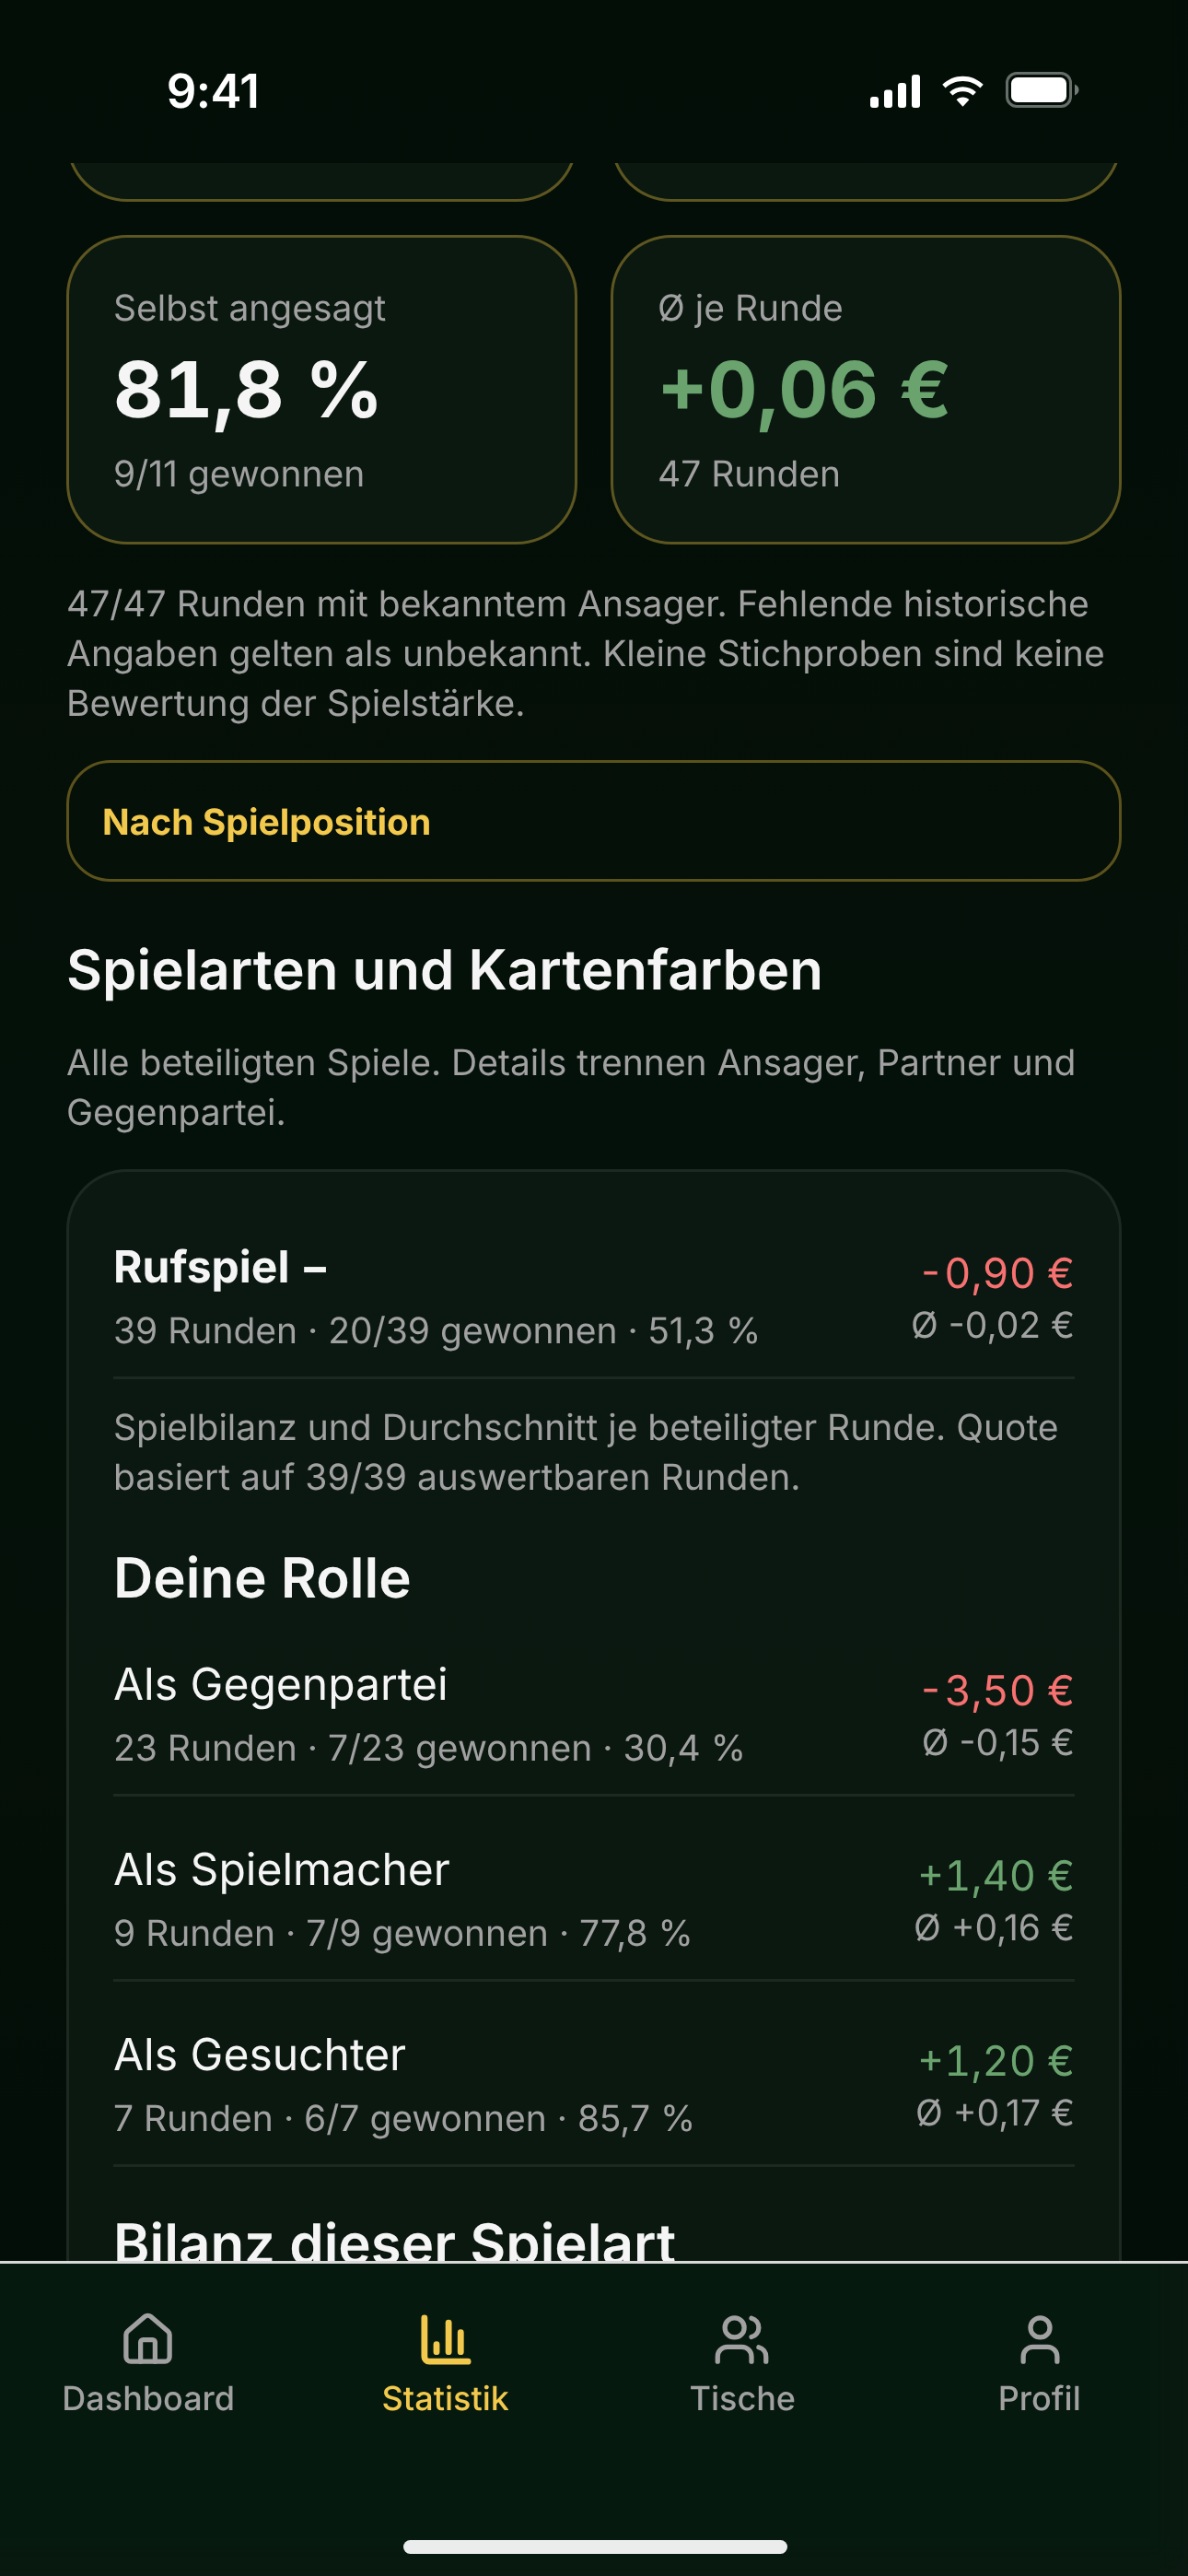 9:41
Selbst angesagt
81,8 %
9/11 gewonnen
Ø je Runde
+0,06 €
47 Runden
47/47 Runden mit bekanntem Ansager. Fehlende historische
Angaben gelten als unbekannt. Kleine Stichproben sind keine
Bewertung der Spielstärke.
Nach Spielposition
Spielarten und Kartenfarben
Alle beteiligten Spiele. Details trennen Ansager, Partner und
Gegenpartei.
Rufspiel –
-0,90 €
39 Runden · 20/39 gewonnen · 51,3 %
Ø -0,02 €
Spielbilanz und Durchschnitt je beteiligter Runde. Quote
basiert auf 39/39 auswertbaren Runden.
Deine Rolle
Als Gegenpartei
-3,50 €
23 Runden · 7/23 gewonnen · 30,4 %
Ø -0,15 €
Als Spielmacher
+1,40 €
9 Runden · 7/9 gewonnen · 77,8 %
Ø +0,16 €
Als Gesuchter
+1,20 €
7 Runden · 6/7 gewonnen · 85,7 %
Ø +0,17 €
Bilanz dieser Spielart
Dashboard
Statistik
Tische
Profil